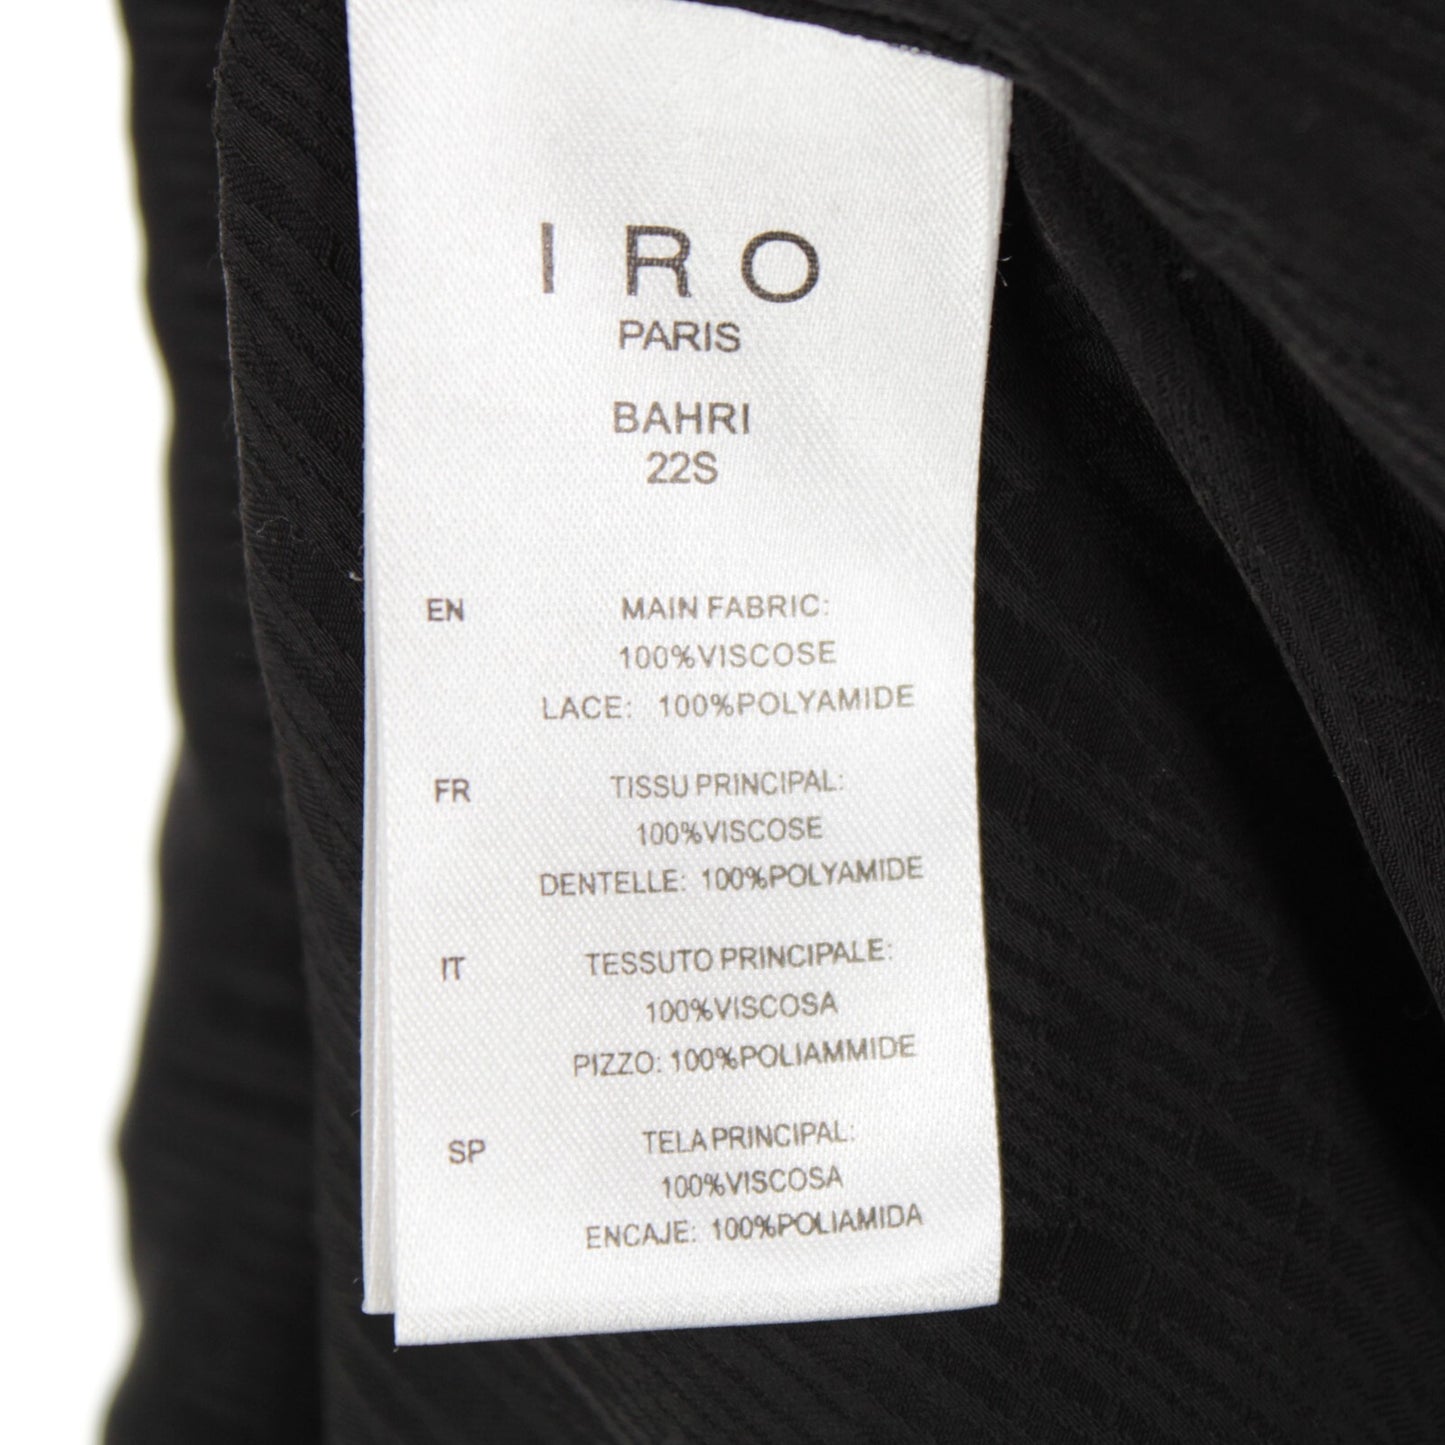 IRO
PARIS
BAHRI
22S
EN MAIN FABRIC:
100%VISCOSE
LACE: 100%POLYAMIDE
FR TISSU PRINCIPAL:
100%VISCOSE
DENTELLE: 100%POLYAMIDE
IT TESSUTO PRINCIPALE:
100%VISCOSA
PIZZO: 100%POLIAMMIDE
SP TELA PRINCIPAL:
100%VISCOSA
ENCAJE: 100%POLIAMIDA